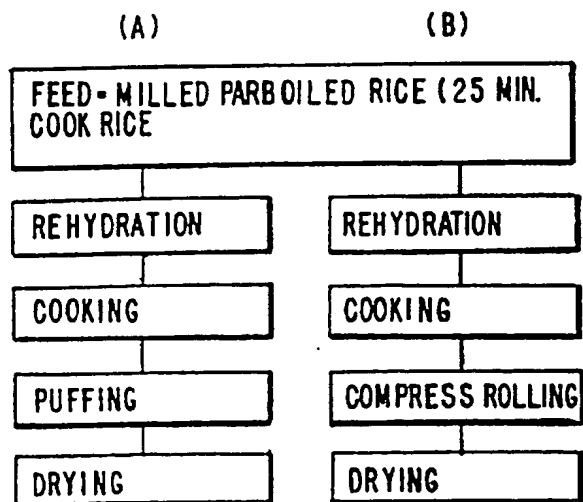 (A) (B)
FEED = MILLED PARBOILED RICE (25 MIN.
COOK RICE
REHYDRATION REHYDRATION
COOKING COOKING
PUFFING COMPRESS ROLLING
DRYING DRYING